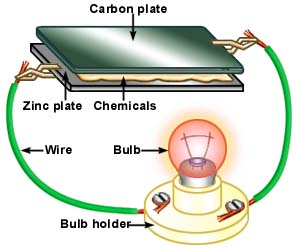 Carbon plate
Zinc plate
Chemicals
Wire
Bulb
Bulb holder